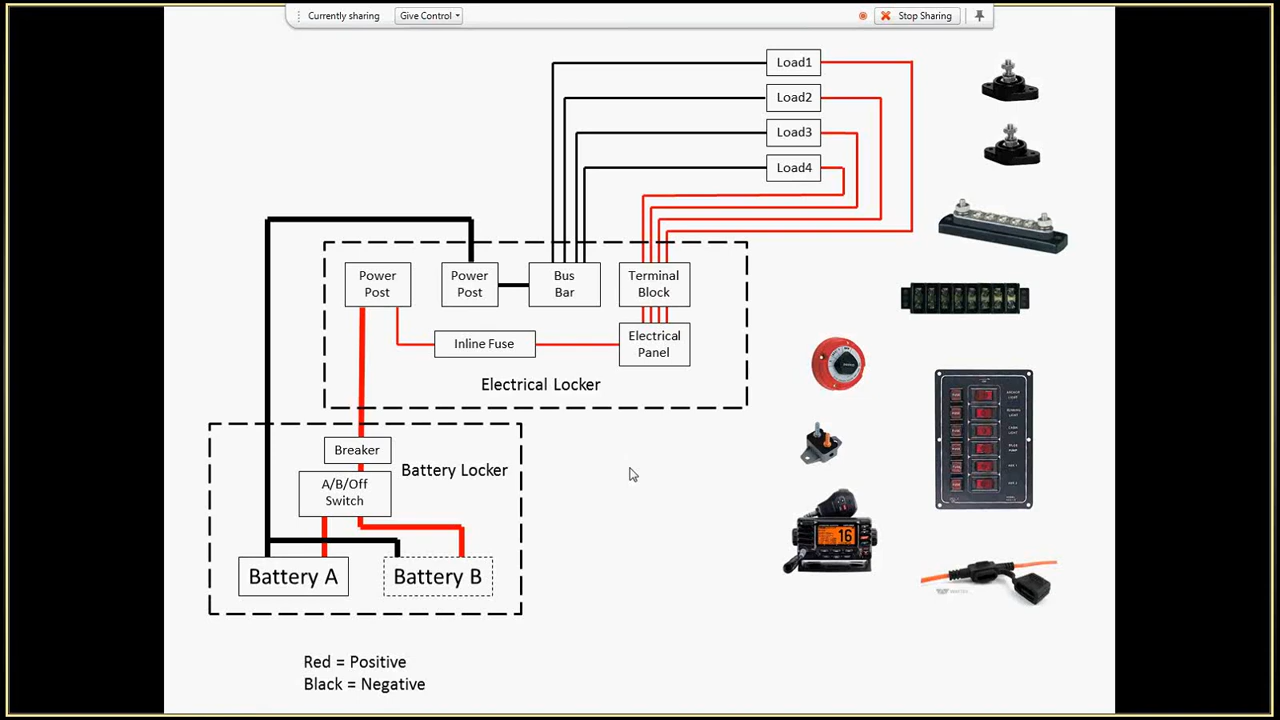 Currently sharing
Give Control
Stop Sharing
Load1
Load2
Load3
Load4
Power
Post
Power
Post
Bus
Bar
Terminal
Block
Inline Fuse
Electrical
Panel
Electrical Locker
Breaker
Battery Locker
A/B/Off
Switch
Battery A
Battery B
16
Red = Positive
Black = Negative